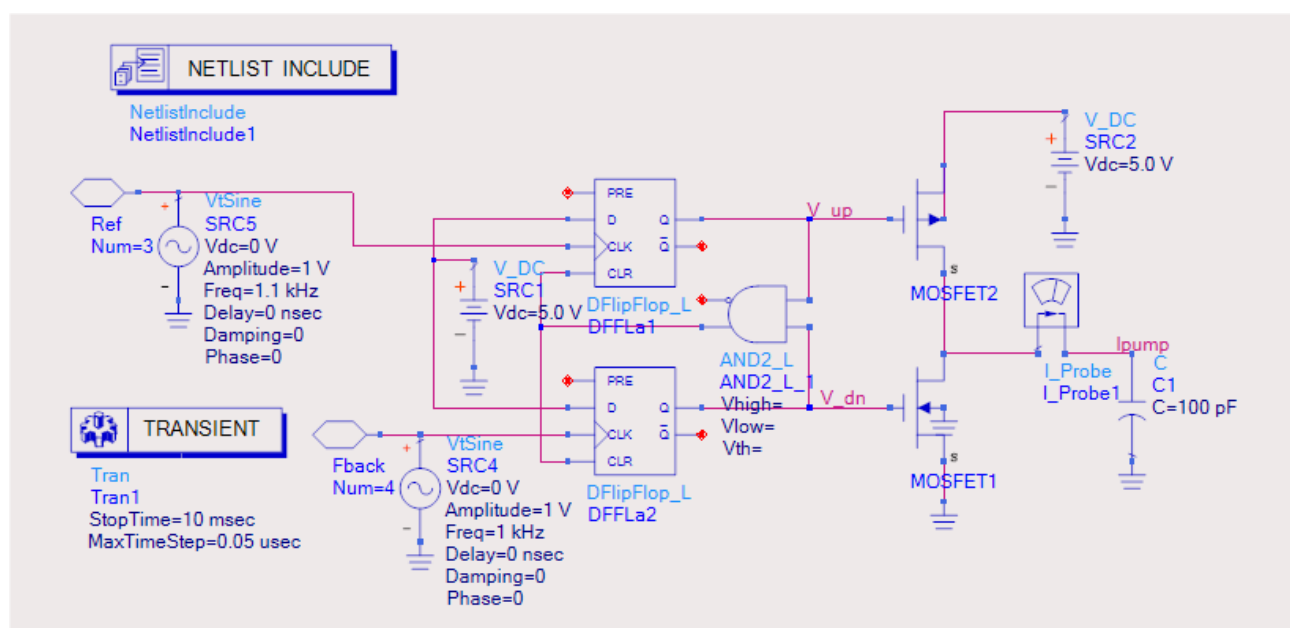 NETLIST INCLUDE
NetlistInclude
NetlistInclude1
Ref
Num=3
+
-
VtSine
SRC5
Vdc=0 V
Amplitude=1 V
Freq=1.1 kHz
Delay=0 nsec
Damping=0
Phase=0
TRANSIENT
Tran
Tran1
StopTime=10 msec
MaxTimeStep=0.05 usec
Fback
Num=4
+
-
VtSine
SRC4
Vdc=0 V
Amplitude=1 V
Freq=1 kHz
Delay=0 nsec
Damping=0
Phase=0
+
-
V_DC
SRC1
Vdc=5.0 V
PRE
D Q
CLK Q
CLR
DFlipFlop_L
DFFLa1
PRE
D Q
CLK Q
CLR
DFlipFlop_L
DFFLa2
AND2_L
AND2_L_1
Vhigh=
Vlow=
Vth=
V_up
V_dn
s
MOSFET2
s
MOSFET1
+
-
V_DC
SRC2
Vdc=5.0 V
Ipump
I_Probe
I_Probe1
C
C1
C=100 pF